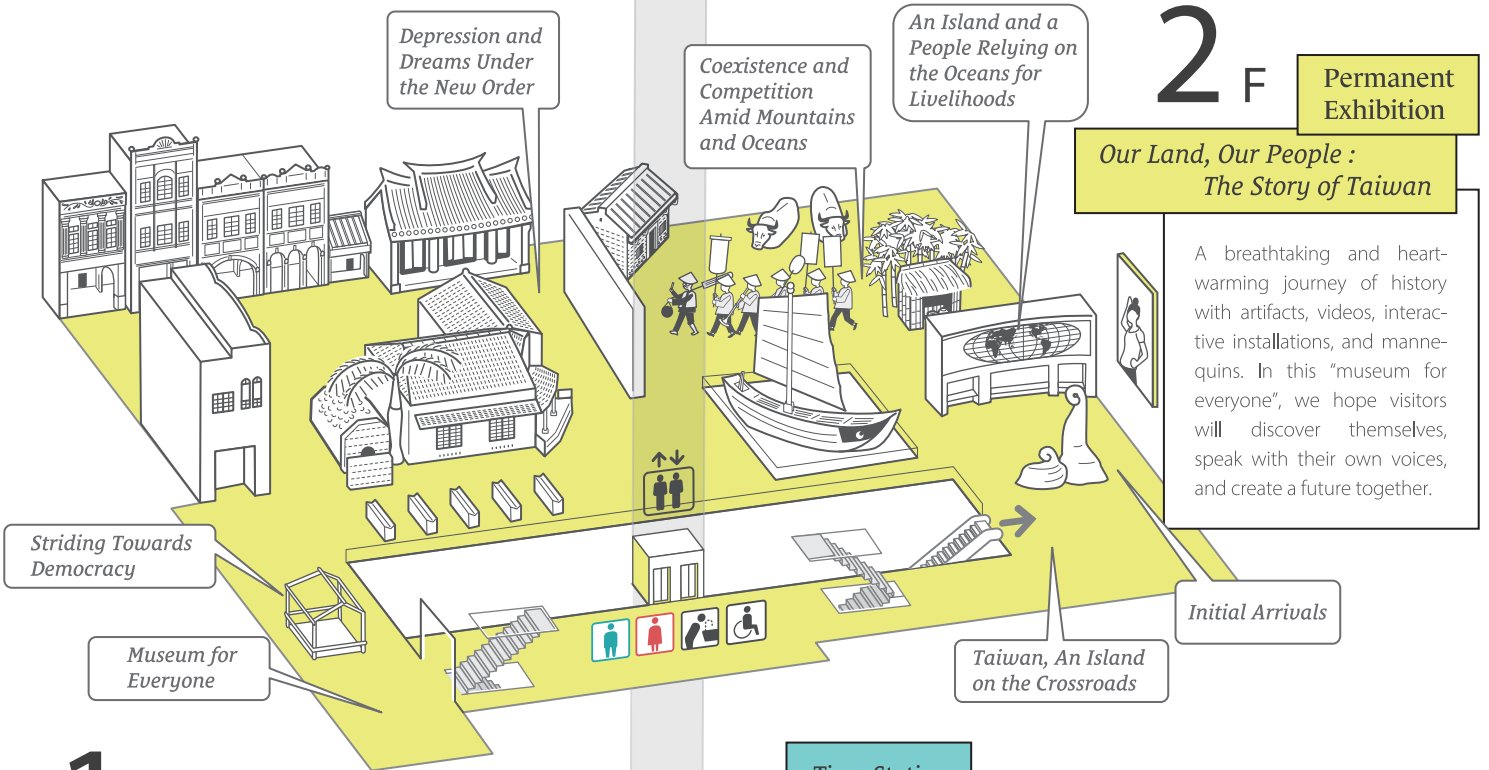 Depression and
Dreams Under
the New Order
Coexistence and
Competition
Amid Mountains
and Oceans
An Island and a
People Relying on
the Oceans for
Livelihoods
2 F
Permanent
Exhibition
Our Land, Our People :
The Story of Taiwan
A breathtaking and heart-
warming journey of history
with artifacts, videos, interac-
tive installations, and manne-
quins. In this “museum for
everyone”, we hope visitors
will discover themselves,
speak with their own voices,
and create a future together.
Striding Towards
Democracy
Museum for
Everyone
Taiwan, An Island
on the Crossroads
Initial Arrivals